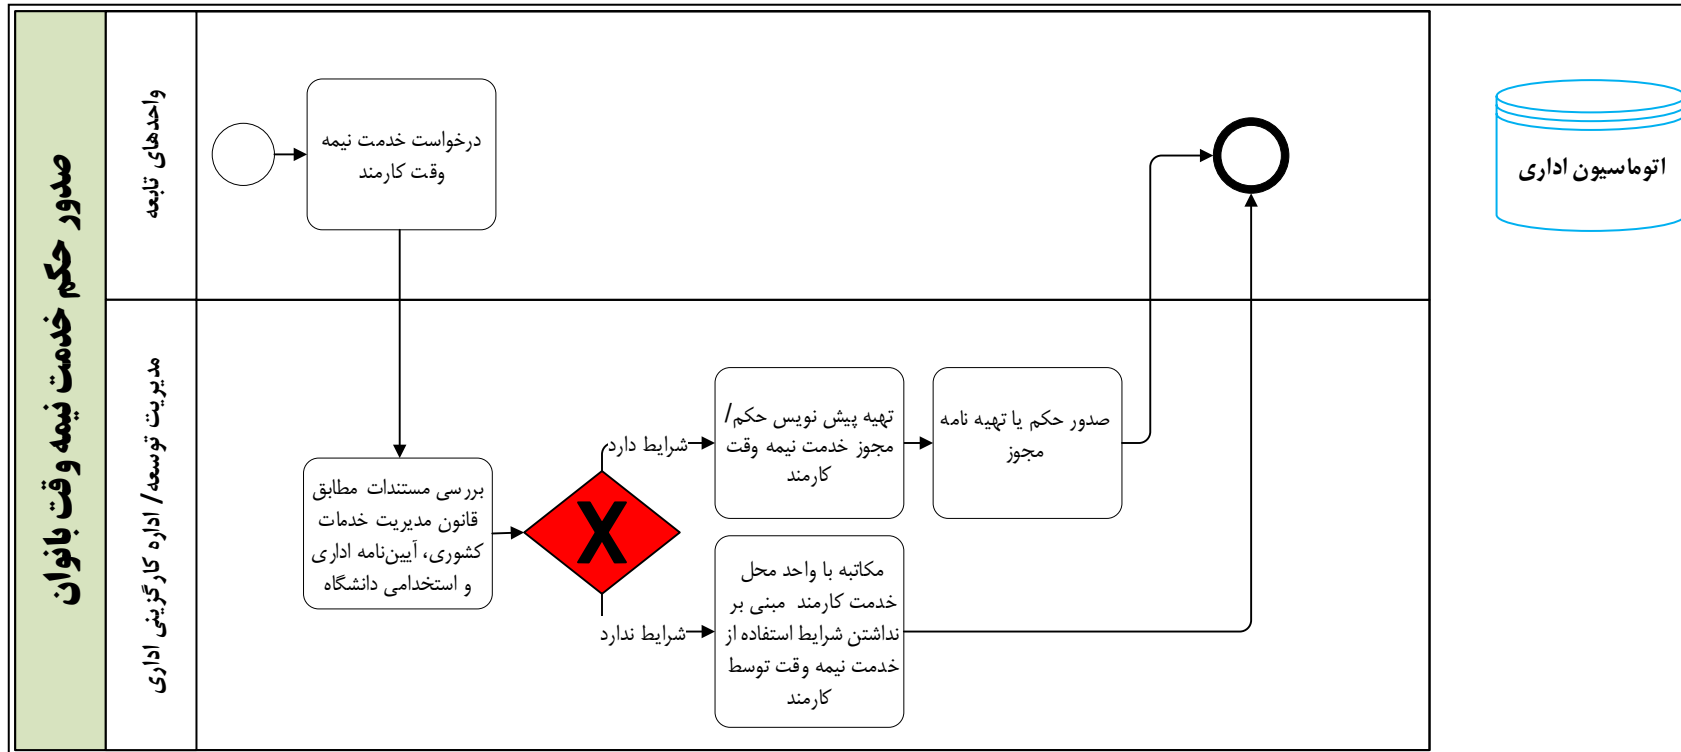 صدور حکم خدمت نیمه وقت بانوان
واحدهای تابعه
درخواست خدمت نیمه
وقت کارمند
اتوماسیون اداری
مدیریت توسعه/ اداره کارگزینی اداری
بررسی مستندات مطابق
قانون مدیریت خدمات
کشوری، آیین‌نامه اداری
و استخدامی دانشگاه
X
شرایط دارد
تهیه پیش نویس حکم/
مجوز خدمت نیمه وقت
کارمند
صدور حکم یا تهیه نامه
مجوز
شرایط ندارد
مکاتبه با واحد محل
خدمت کارمند مبنی بر
نداشتن شرایط استفاده از
خدمت نیمه وقت توسط
کارمند